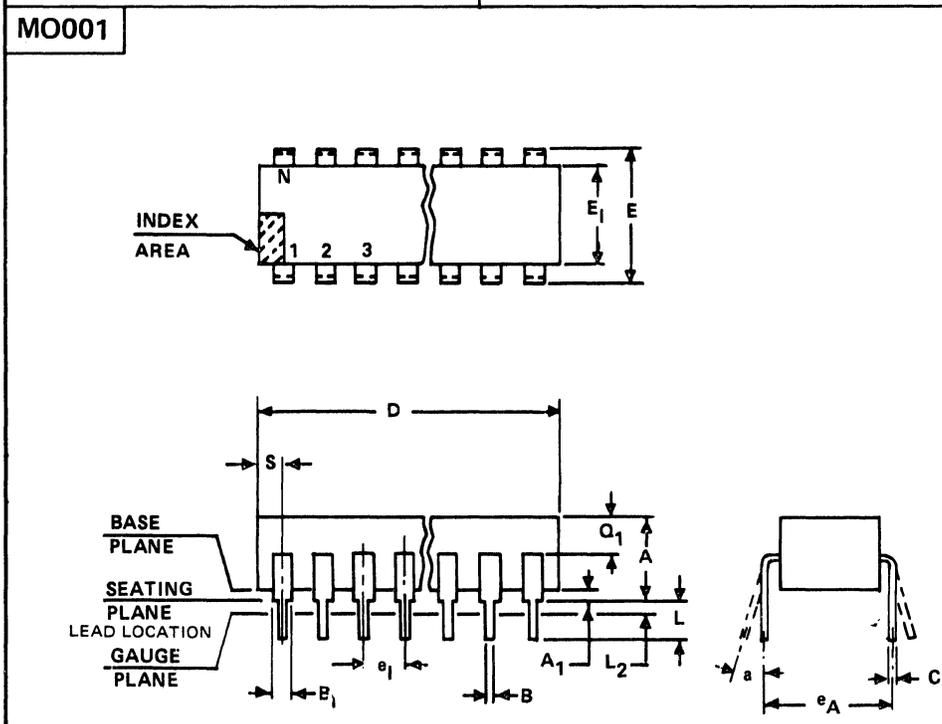 MO001
N
E₁ E
INDEX
AREA
1 2 3
D
S
BASE
PLANE
Q₁
A
SEATING
PLANE
LEAD LOCATION
L
GAUGE
PLANE
A₁ L₂
e₁
B₁ B
a
C
eA